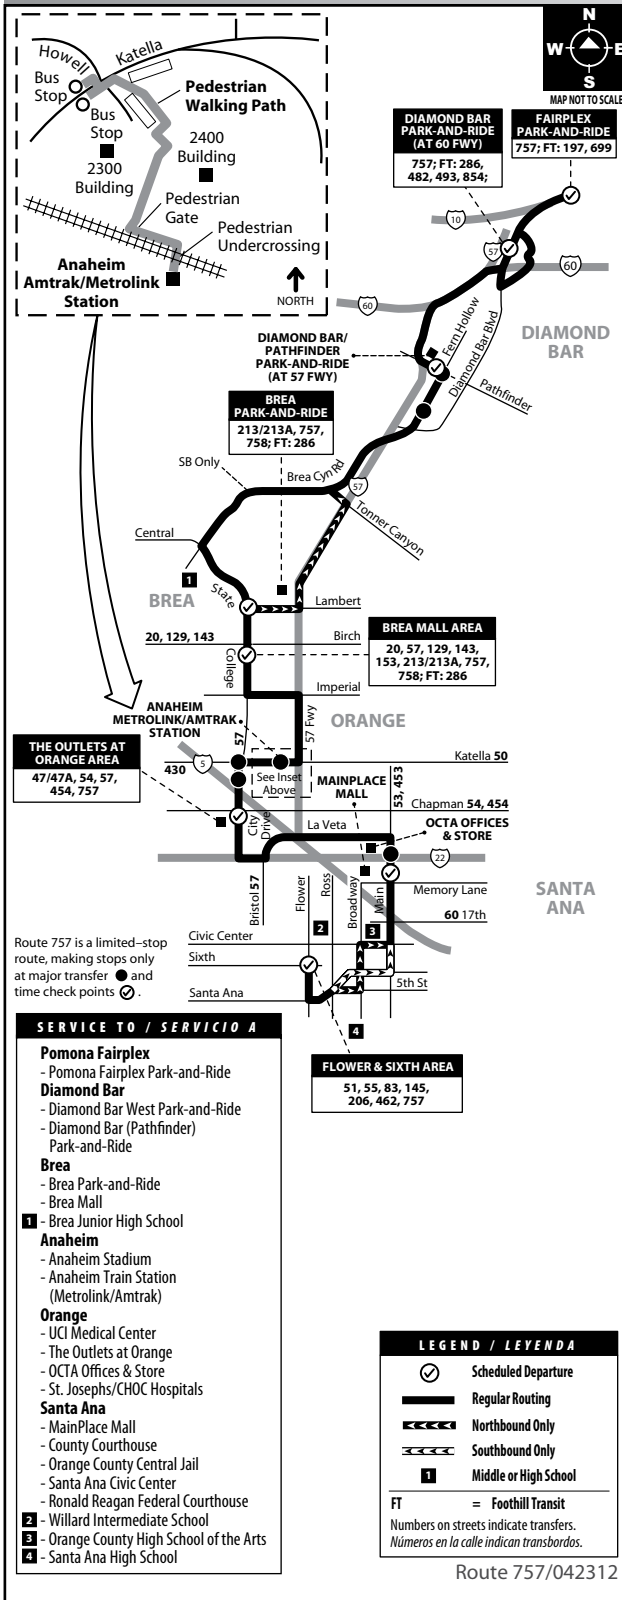 Howell
Katella
Bus
Stop
Bus
Stop
Pedestrian
Walking Path
2300
Building
2400
Building
Pedestrian
Gate
Pedestrian
Undercrossing
Anaheim
Amtrak/Metrolink
Station
NORTH
N
W
E
S
MAP NOT TO SCALE
DIAMOND BAR
PARK-AND-RIDE
(AT 60 FWY)
757; FT: 286,
482, 493, 854;
FAIRPLEX
PARK-AND-RIDE
757; FT: 197, 699
10
57
60
60
DIAMOND
BAR
Fern Hollow
Diamond Bar Blvd
DIAMOND BAR/
PATHFINDER
PARK-AND-RIDE
(AT 57 FWY)
Pathfinder
BREA
PARK-AND-RIDE
213/213A, 757,
758; FT: 286
SB Only
Brea Cyn Rd
57
Tonner Canyon
Central
1
BREA
State
Lambert
20, 129, 143
Birch
BREA MALL AREA
20, 57, 129, 143,
153, 213/213A, 757,
758; FT: 286
College
Imperial
ANAHEIM
METROLINK/AMTRAK
STATION
57 Fwy
ORANGE
57
THE OUTLETS AT
ORANGE AREA
47/47A, 54, 57,
454, 757
5
430
Katella 50
See Inset
Above
MAINPLACE
MALL
53, 453
Chapman 54, 454
City
Drive
La Veta
OCTA OFFICES
& STORE
22
Bristol 57
Flower
Ross
Broadway
Main
Memory Lane
SANTA
ANA
60 17th
2
3
Civic Center
Sixth
Santa Ana
5th St
4
Route 757 is a limited–stop
route, making stops only
at major transfer and
time check points .
FLOWER & SIXTH AREA
51, 55, 83, 145,
206, 462, 757
SERVICE TO / SERVICIO A
Pomona Fairplex
- Pomona Fairplex Park-and-Ride
Diamond Bar
- Diamond Bar West Park-and-Ride
- Diamond Bar (Pathfinder)
Park-and-Ride
Brea
- Brea Park-and-Ride
- Brea Mall
1 - Brea Junior High School
Anaheim
- Anaheim Stadium
- Anaheim Train Station
(Metrolink/Amtrak)
Orange
- UCI Medical Center
- The Outlets at Orange
- OCTA Offices & Store
- St. Josephs/CHOC Hospitals
Santa Ana
- MainPlace Mall
- County Courthouse
- Orange County Central Jail
- Santa Ana Civic Center
- Ronald Reagan Federal Courthouse
2 - Willard Intermediate School
3 - Orange County High School of the Arts
4 - Santa Ana High School
LEGEND / LEYENDA
Scheduled Departure
Regular Routing
Northbound Only
Southbound Only
1 Middle or High School
FT = Foothill Transit
Numbers on streets indicate transfers.
Números en la calle indican transbordos.
Route 757/042312